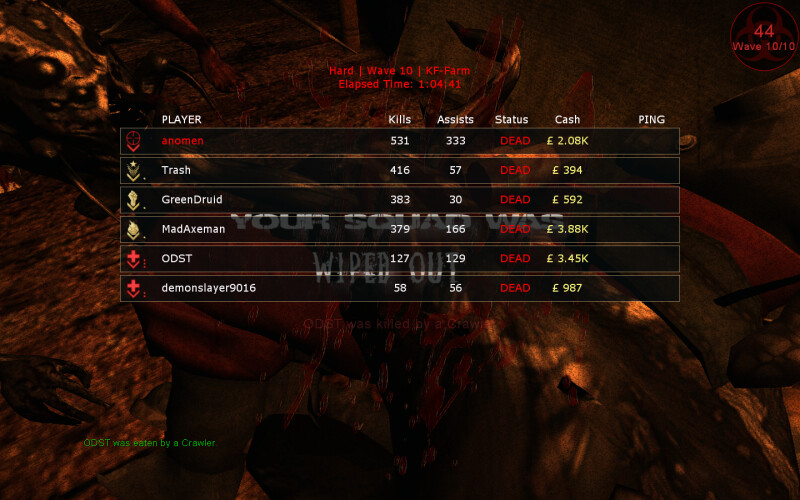 44
Wave 10/10
Hard | Wave 10 | KF-Farm
Elapsed Time: 1:04:41
PLAYER Kills Assists Status Cash PING
anomen 531 333 DEAD £ 2.08K
Trash 416 57 DEAD £ 394
GreenDruid 383 30 DEAD £ 592
YOUR SQUAD WAS
MadAxeman 379 166 DEAD £ 3.88K
ODST 127 129 DEAD £ 3.45K
WIPED OUT
demonslayer9016 58 56 DEAD £ 987
ODST was killed by a Crawler
ODST was eaten by a Crawler.